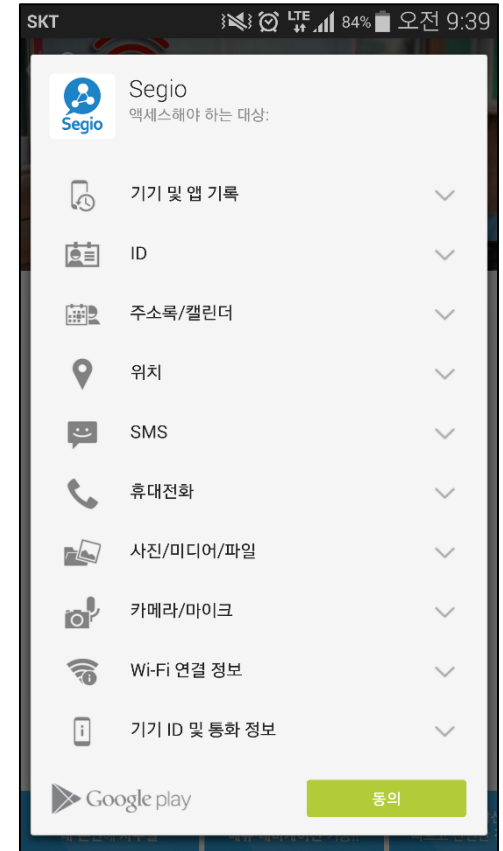 SKT LTE 84% 오전 9:39
Segio
Segio
액세스해야 하는 대상:
기기 및 앱 기록
ID
주소록/캘린더
위치
SMS
휴대전화
사진/미디어/파일
카메라/마이크
Wi-Fi 연결 정보
기기 ID 및 통화 정보
Google play
동의